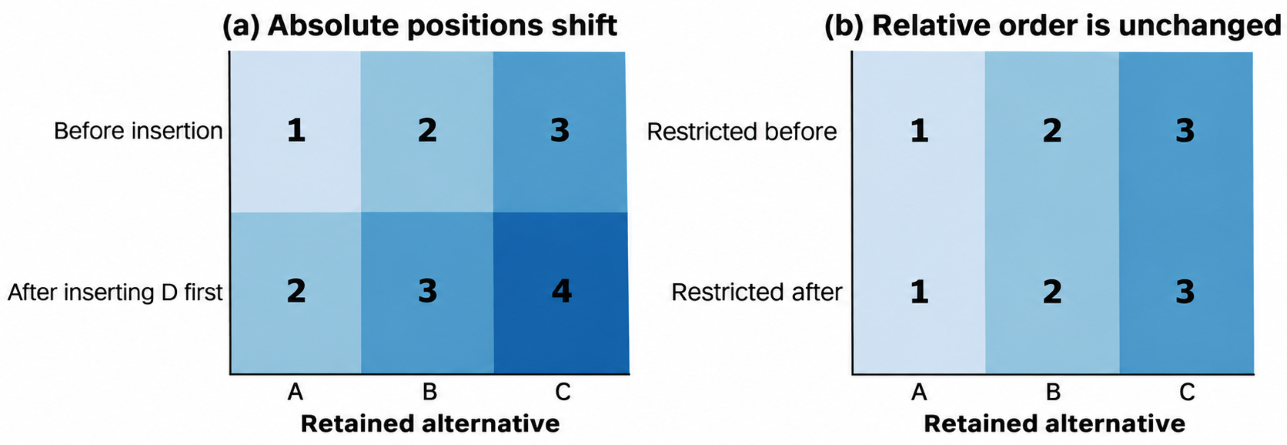 (a) Absolute positions shift
Before insertion 1 2 3
After inserting D first 2 3 4
A B C
Retained alternative
(b) Relative order is unchanged
Restricted before 1 2 3
Restricted after 1 2 3
A B C
Retained alternative